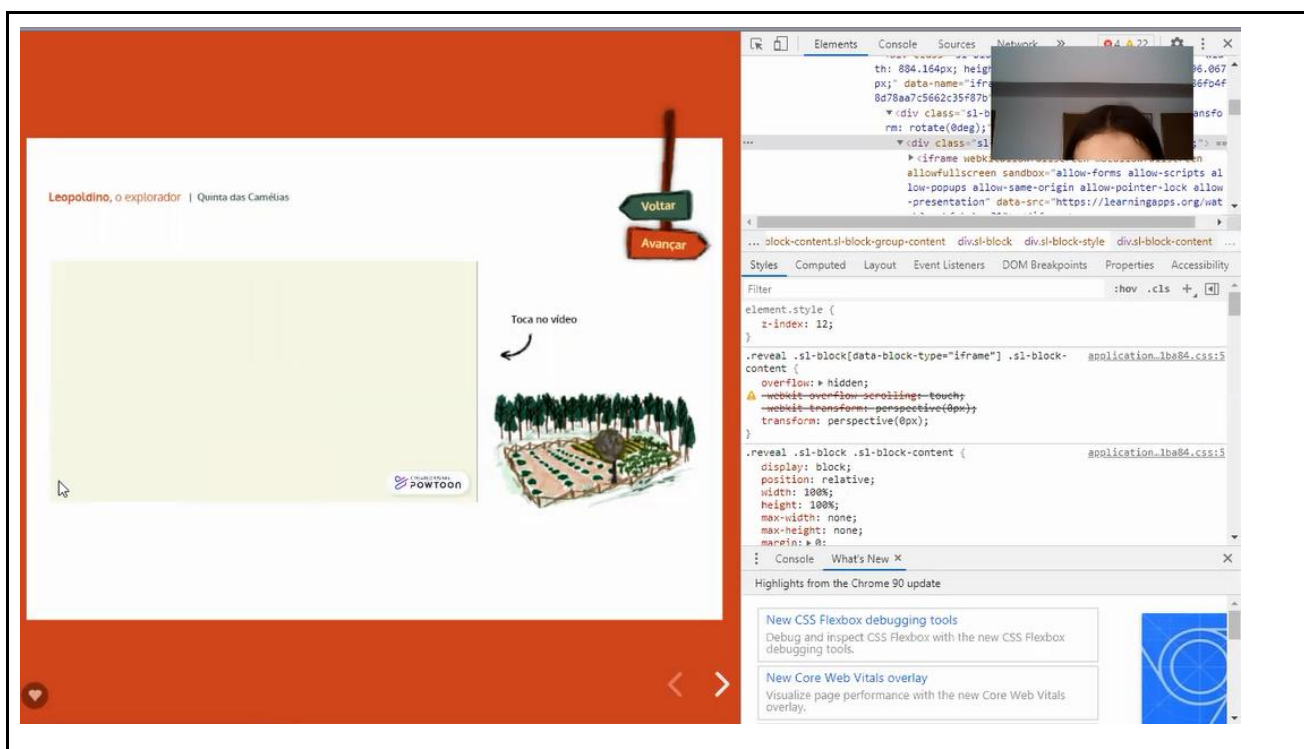 Leopoldino, o explorador | Quinta das Camélias
Voltar
Avançar
Toca no vídeo
POWTOON
Elements Console Sources Network »
4 22
th: 884.164px; heigh
96.067
px;" data-name="ifra
86fb4f
8d78aa7c5662c35f87b"
▼<div class="sl-b
ansfo
rm: rotate(0deg);"
... ▼<div class="sl
;"> ==
allowfullscreen sandbox="allow-forms allow-scripts al
low-popups allow-same-origin allow-pointer-lock allow
-presentation" data-src="https://learningapps.org/wat
... block-content.sl-block-group-content div.sl-block div.sl-block-style div.sl-block-content ...
Styles Computed Layout Event Listeners DOM Breakpoints Properties Accessibility
Filter :hov .cls +
element.style {
z-index: 12;
}
.reveal .sl-block[data-block-type="iframe"] .sl-block- application…1ba84.css:5
content {
overflow: ▶ hidden;
-webkit-overflow-scrolling: touch;
-webkit-transform: perspective(0px);
transform: perspective(0px);
}
.reveal .sl-block .sl-block-content { application…1ba84.css:5
display: block;
position: relative;
width: 100%;
height: 100%;
max-width: none;
max-height: none;
margin: ▶ 0;
Console What's New ×
Highlights from the Chrome 90 update
New CSS Flexbox debugging tools
Debug and inspect CSS Flexbox with the new CSS Flexbox
debugging tools.
New Core Web Vitals overlay
Visualize page performance with the new Core Web Vitals
overlay.